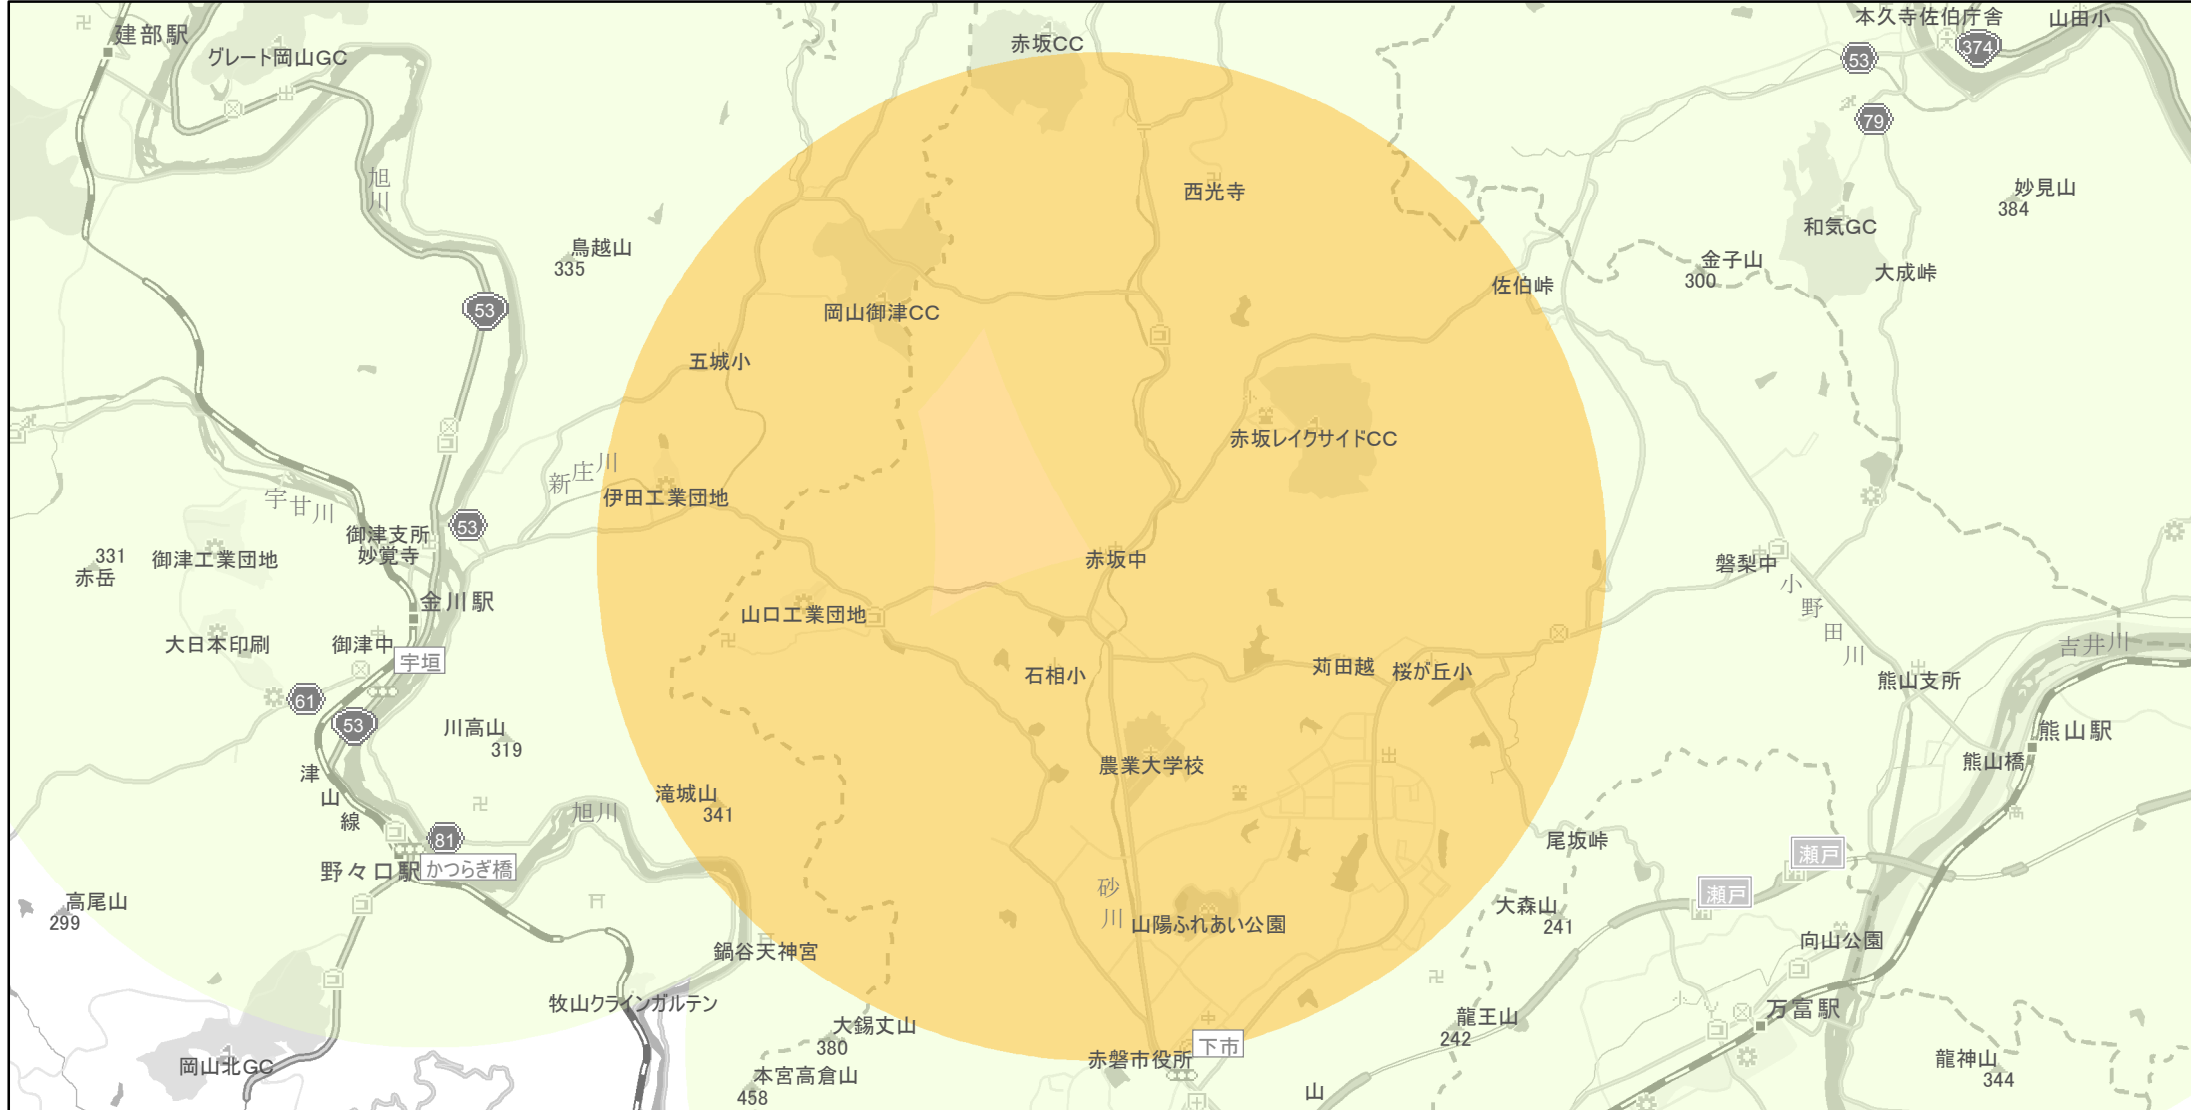 建部駅
グレート岡山GC
赤坂CC
本久寺佐伯庁舎
山田小
374
53
79
旭川
西光寺
妙見山
384
和気GC
鳥越山
335
金子山
300
大成峠
佐伯峠
53
岡山御津CC
五城小
赤坂レイクサイドCC
新庄川
伊田工業団地
宇甘川
53
御津支所
妙覚寺
331
赤岳
御津工業団地
赤坂中
磐梨中
小野田川
金川駅
山口工業団地
大日本印刷
御津中
宇垣
吉井川
石相小
苅田越
桜が丘小
熊山支所
61
53
川高山
319
熊山駅
熊山橋
農業大学校
津山線
滝城山
341
旭川
81
尾坂峠
瀬戸
野々口駅
かつらぎ橋
瀬戸
高尾山
299
砂川
大森山
241
山陽ふれあい公園
向山公園
鍋谷天神宮
牧山クラインガルテン
万富駅
大錫丈山
380
龍王山
242
下市
赤磐市役所
岡山北GC
龍神山
344
本宮高倉山
458
山